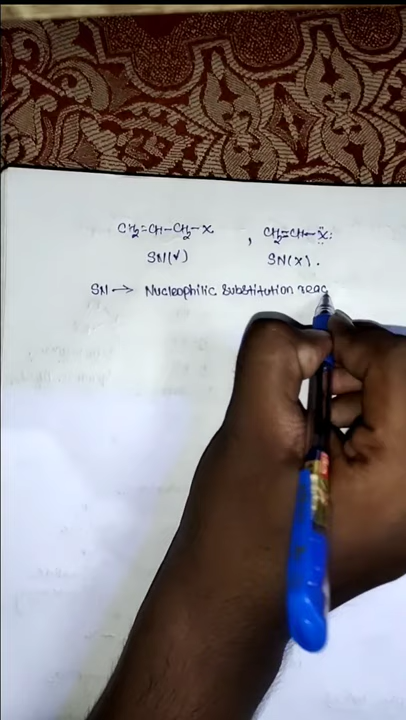 CH₂=CH-CH₂-X , CH₂=CH-Ẍ:
SN(√) SN(X).
SN → Nucleophilic Substitution reac